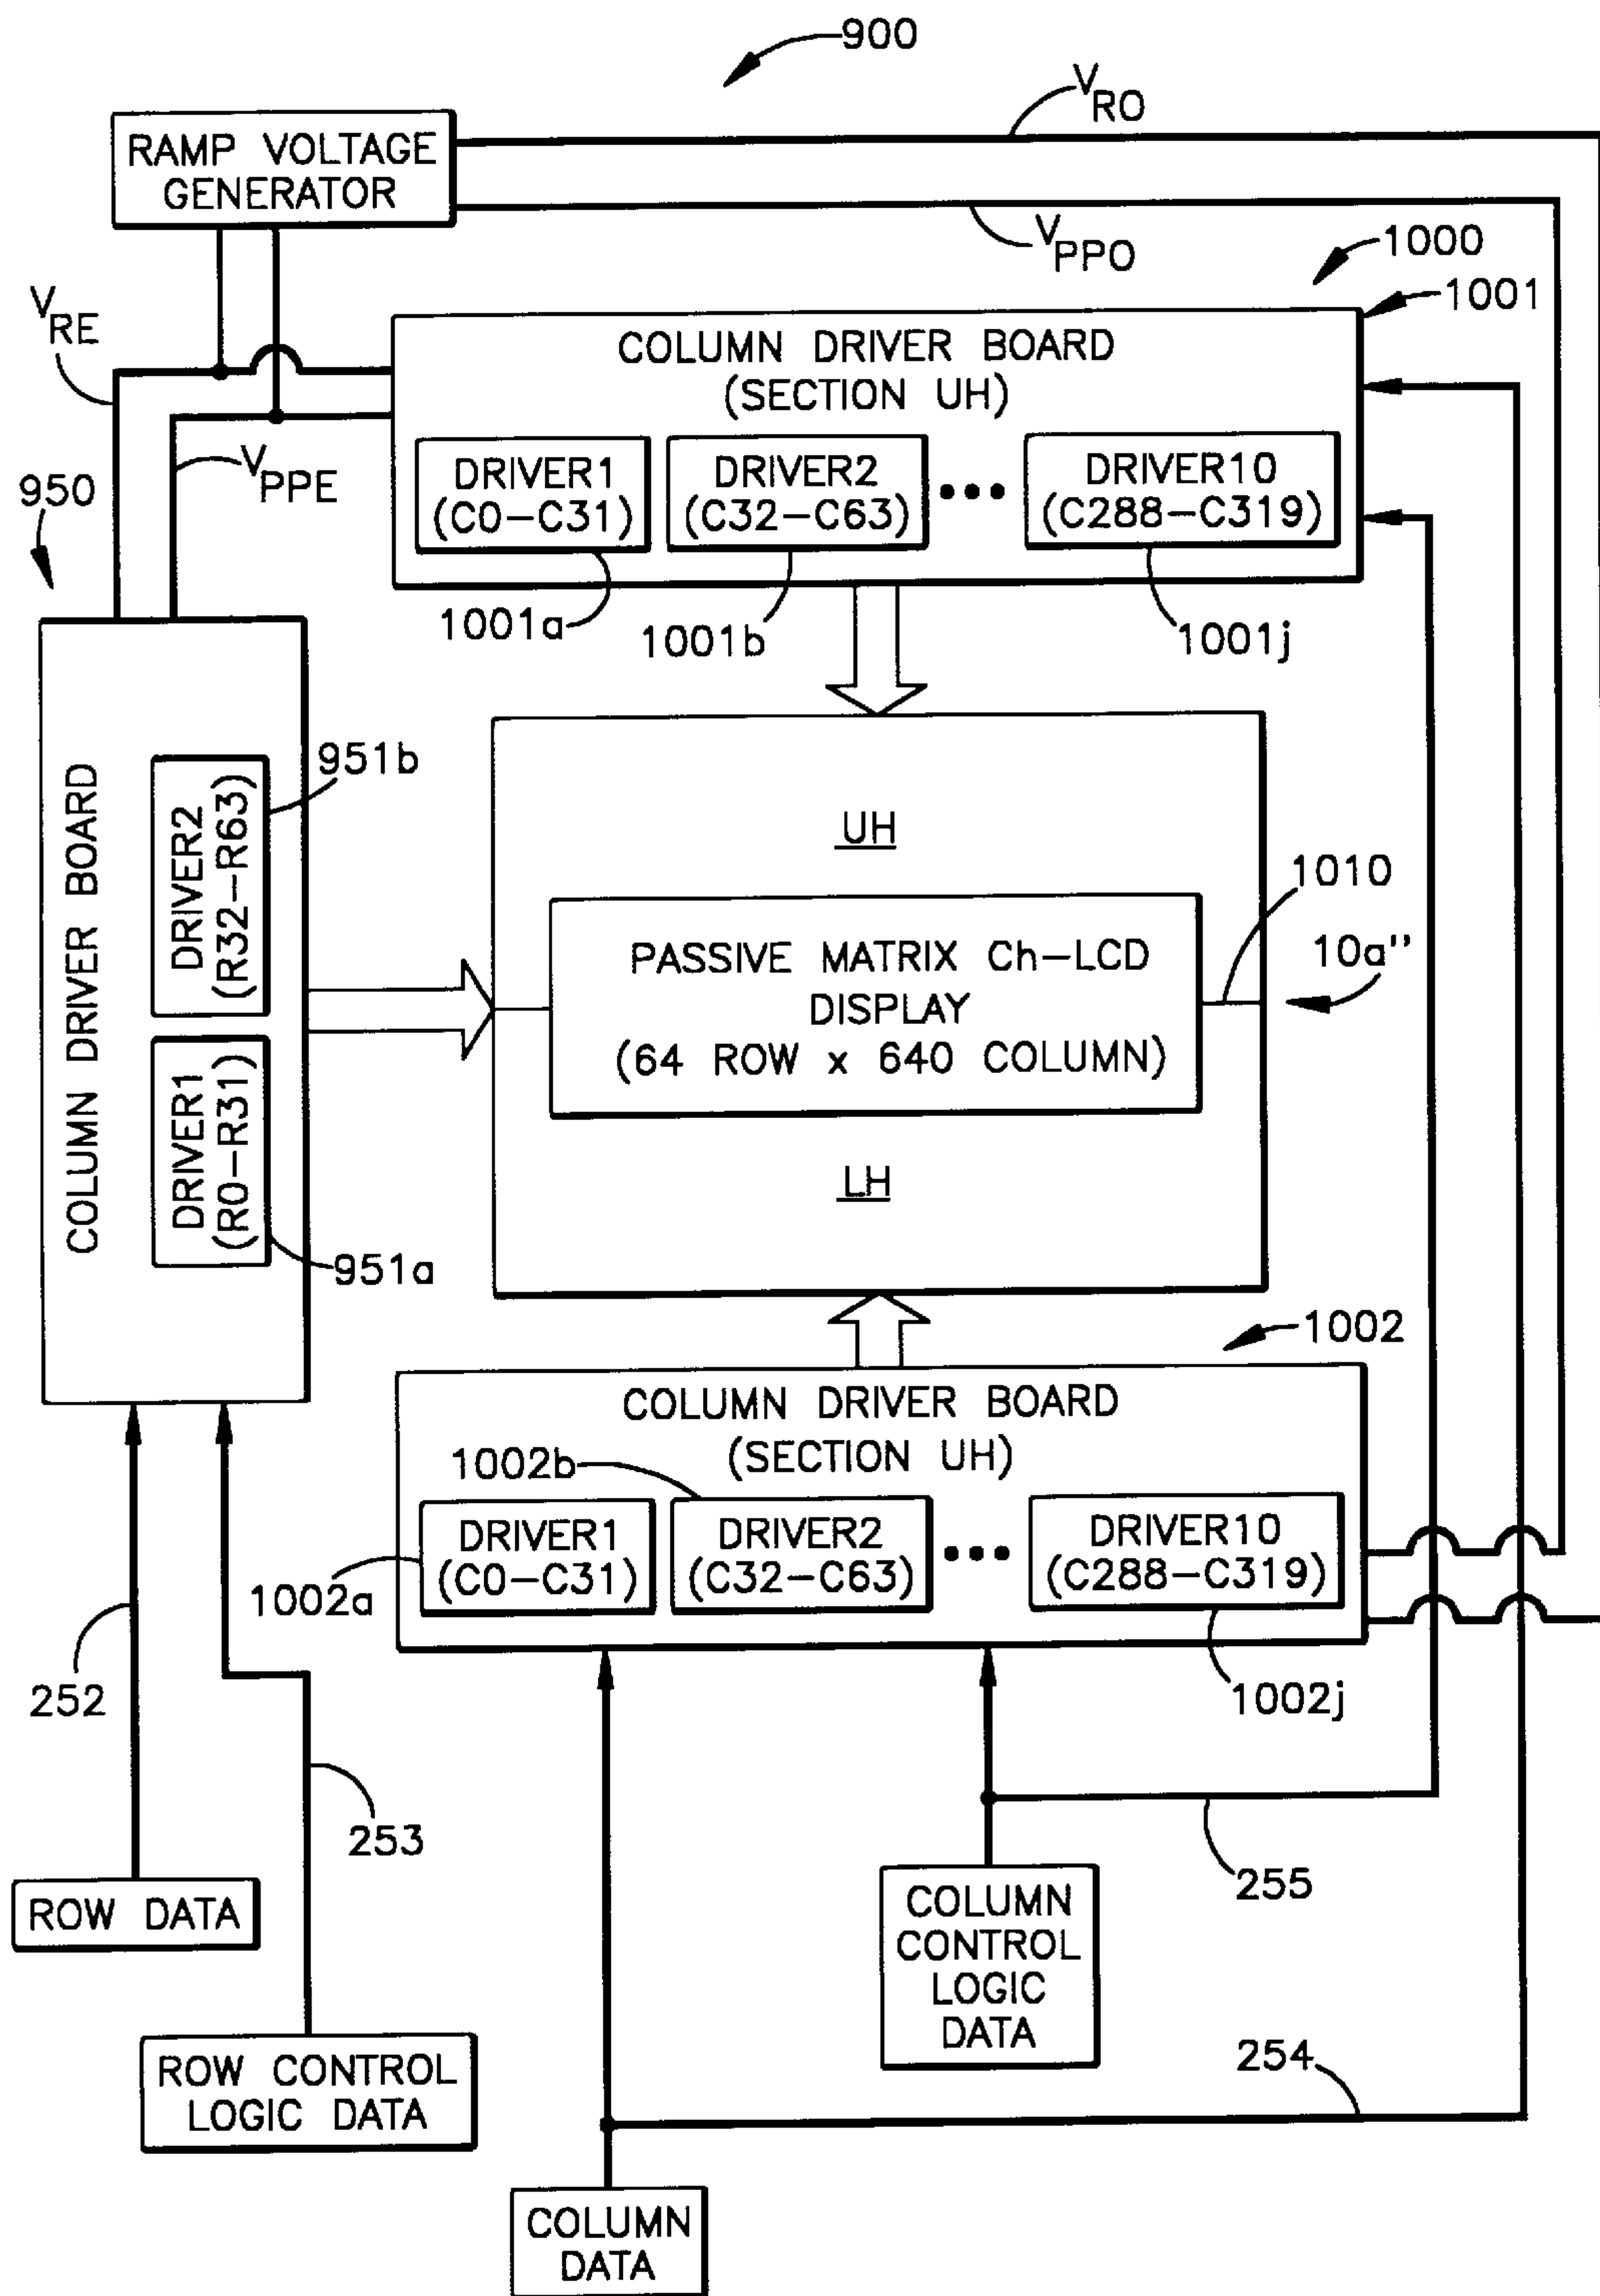 900
V RO
RAMP VOLTAGE
GENERATOR
V PPO
1000
1001
V RE
COLUMN DRIVER BOARD
(SECTION UH)
V PPE
950
DRIVER1
(C0-C31)
DRIVER2
(C32-C63)
•••
DRIVER10
(C288-C319)
1001a
1001b
1001j
COLUMN DRIVER BOARD
DRIVER2
(R32-R63)
951b
DRIVER1
(R0-R31)
951a
UH
1010
PASSIVE MATRIX Ch-LCD
DISPLAY
(64 ROW x 640 COLUMN)
10a"
LH
1002
COLUMN DRIVER BOARD
(SECTION UH)
1002b
DRIVER1
(C0-C31)
DRIVER2
(C32-C63)
•••
DRIVER10
(C288-C319)
1002a
1002j
252
253
255
ROW DATA
COLUMN
CONTROL
LOGIC
DATA
ROW CONTROL
LOGIC DATA
254
COLUMN
DATA